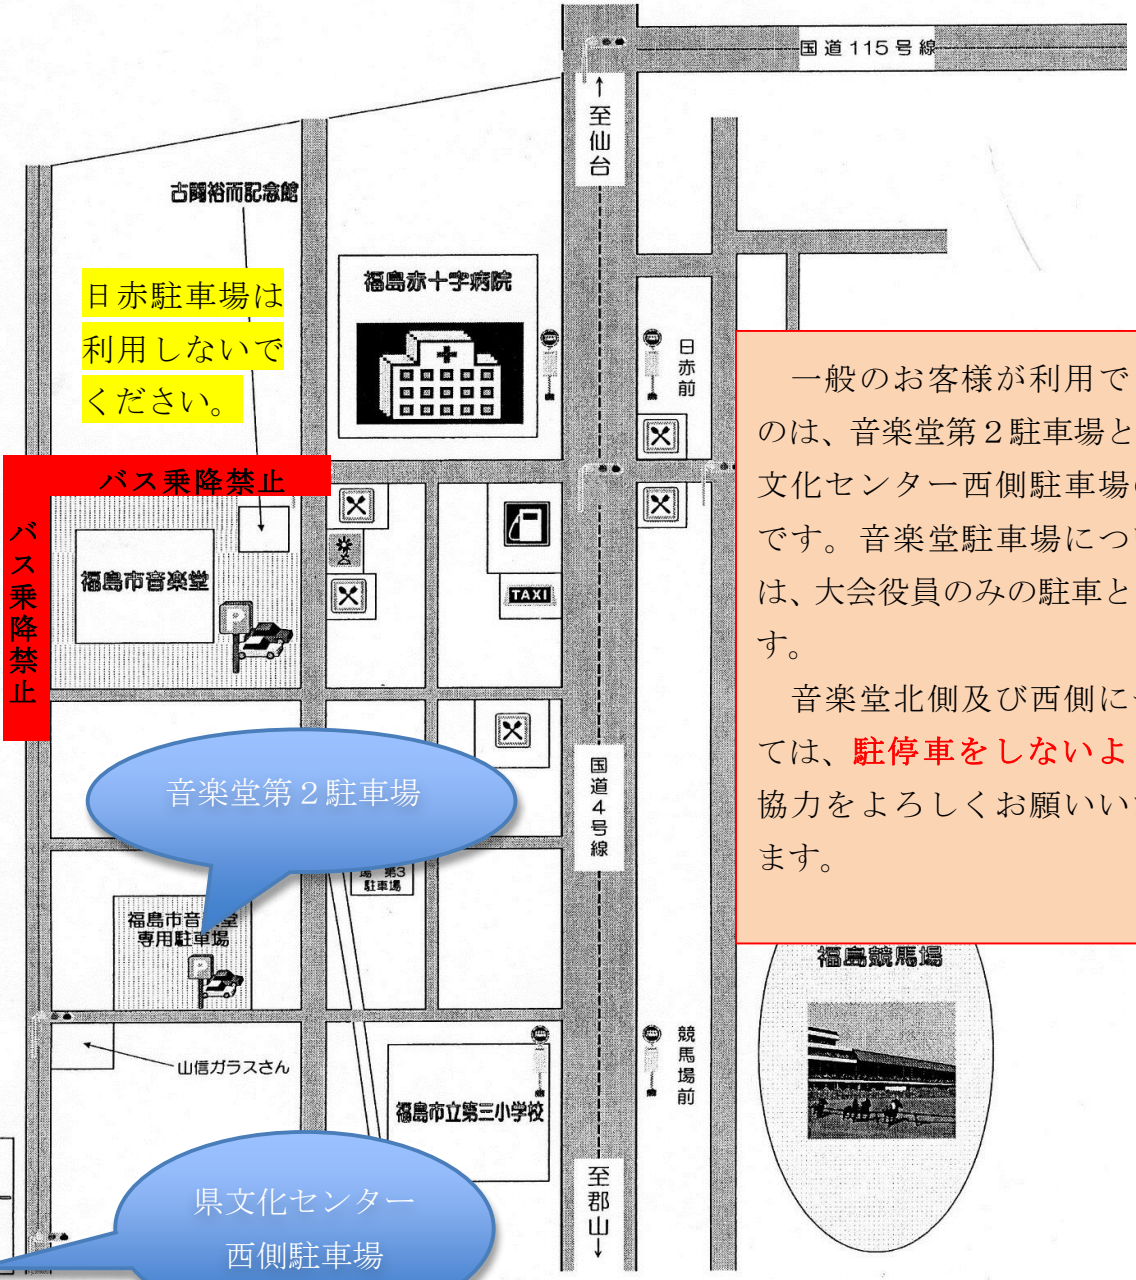 国道115号線
↑至仙台
古関裕而記念館
日赤駐車場は
利用しないで
ください。
福島赤十字病院
日赤前
一般のお客様が利用で
のは、音楽堂第２駐車場と
文化センター西側駐車場
です。音楽堂駐車場につ
は、大会役員のみの駐車と
す。
音楽堂北側及び西側に
ては、駐停車をしないよ
協力をよろしくお願いい
ます。
バス乗降禁止
バス乗降禁止
福島市音楽堂
P
TAXI
音楽堂第２駐車場
国道4号線
場 第3
駐車場
福島市音楽堂
専用駐車場
P
福島競馬場
山信ガラスさん
競馬場前
福島市立第三小学校
県文化センター
西側駐車場
至郡山↓